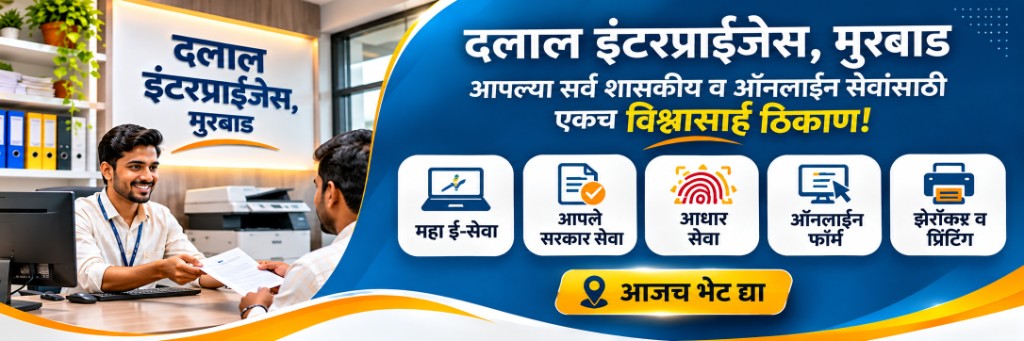 दलाल
इंटरप्राईजेस,
मुरबाड
दलाल इंटरप्राईजेस, मुरबाड
आपल्या सर्व शासकीय व ऑनलाईन सेवांसाठी
एकच विश्वासार्ह ठिकाण!
महा ई-सेवा
आपले
सरकार सेवा
आधार
सेवा
ऑनलाईन
फॉर्म
झेरॉक्स व
प्रिंटिंग
आजच भेट द्या